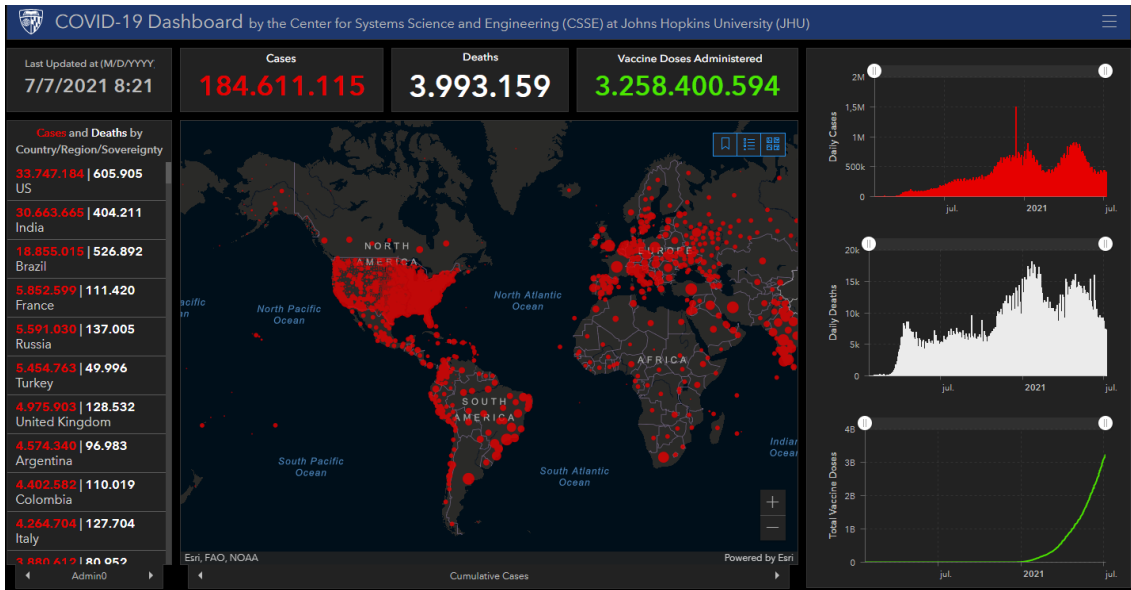 COVID-19 Dashboard by the Center for Systems Science and Engineering (CSSE) at Johns Hopkins University (JHU)
Last Updated at (M/D/YYYY)
7/7/2021 8:21
Cases
184.611.115
Deaths
3.993.159
Vaccine Doses Administered
3.258.400.594
Cases and Deaths by
Country/Region/Sovereignty
33.747.184 | 605.905
US
30.663.665 | 404.211
India
18.855.015 | 526.892
Brazil
5.852.599 | 111.420
France
5.591.030 | 137.005
Russia
5.454.763 | 49.996
Turkey
4.975.903 | 128.532
United Kingdom
4.574.340 | 96.983
Argentina
4.402.582 | 110.019
Colombia
4.264.704 | 127.704
Italy
3.880.612 | 80.952
Admin0
NORTH
AMERICA
EUROPE
acific
n
North Pacific
Ocean
North Atlantic
Ocean
AFRICA
SOUTH
AMERICA
Indian
Ocean
South Pacific
Ocean
South Atlantic
Ocean
+
−
Esri, FAO, NOAA
Powered by Esri
Cumulative Cases
Daily Cases
2M
1,5M
1M
500k
0
jul.
2021
jul.
Daily Deaths
20k
15k
10k
5k
0
jul.
2021
jul.
Total Vaccine Doses
4B
3B
2B
1B
0
jul.
2021
jul.